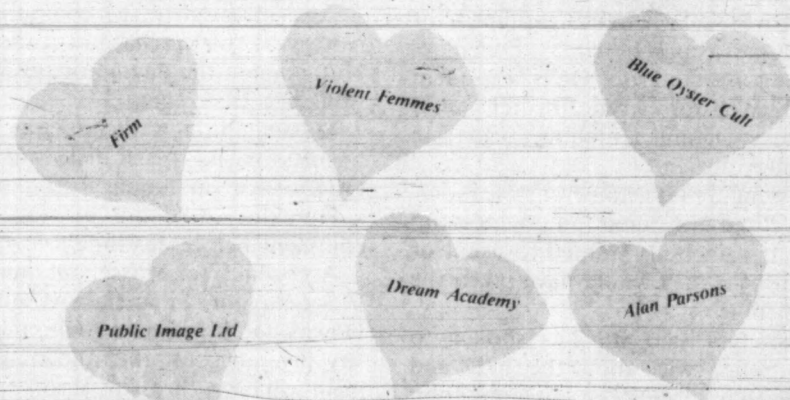 Firm
Violent Femmes
Blue Oyster Cult
Public Image Ltd
Dream Academy
Alan Parsons